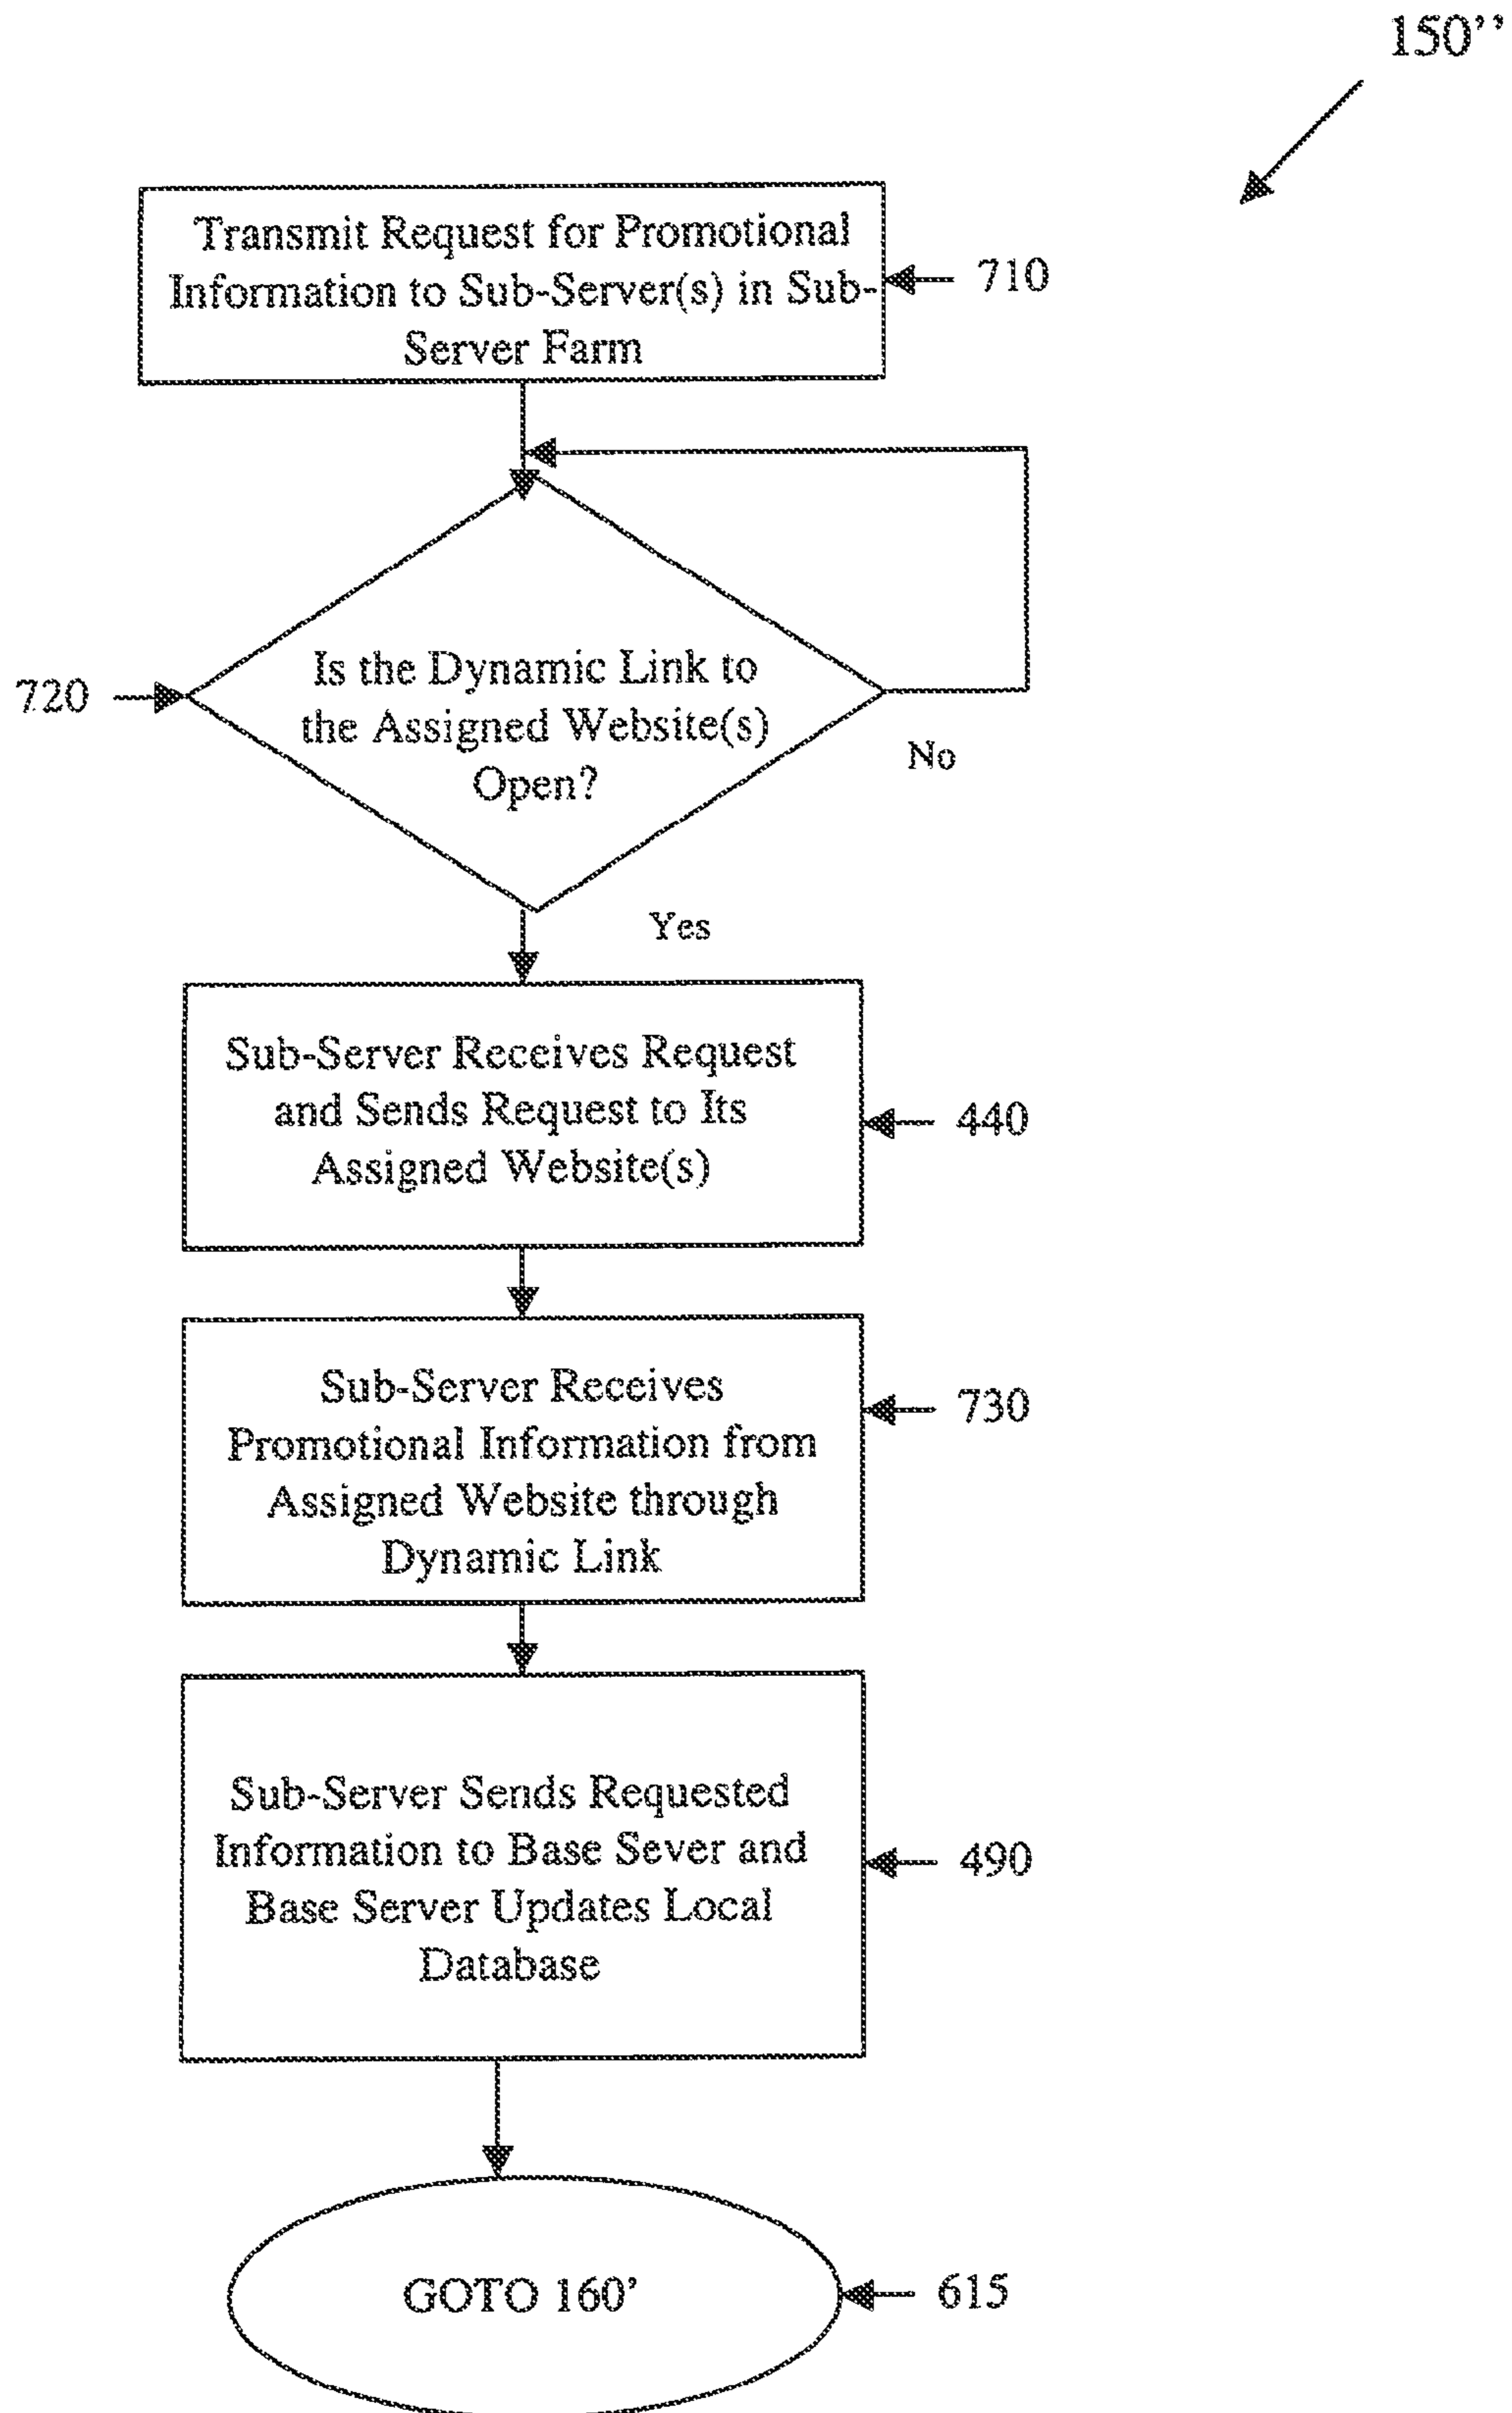 150’’
Transmit Request for Promotional
Information to Sub-Server(s) in Sub-
Server Farm
710
720
Is the Dynamic Link to
the Assigned Website(s)
Open?
No
Yes
Sub-Server Receives Request
and Sends Request to Its
Assigned Website(s)
440
Sub-Server Receives
Promotional Information from
Assigned Website through
Dynamic Link
730
Sub-Server Sends Requested
Information to Base Sever and
Base Server Updates Local
Database
490
GOTO 160’
615